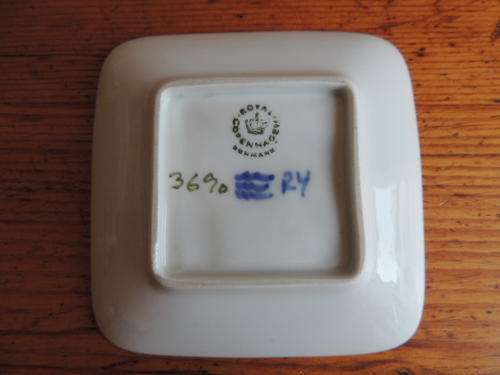 ROYAL
COPENHAGEN
DENMARK
3690 RY